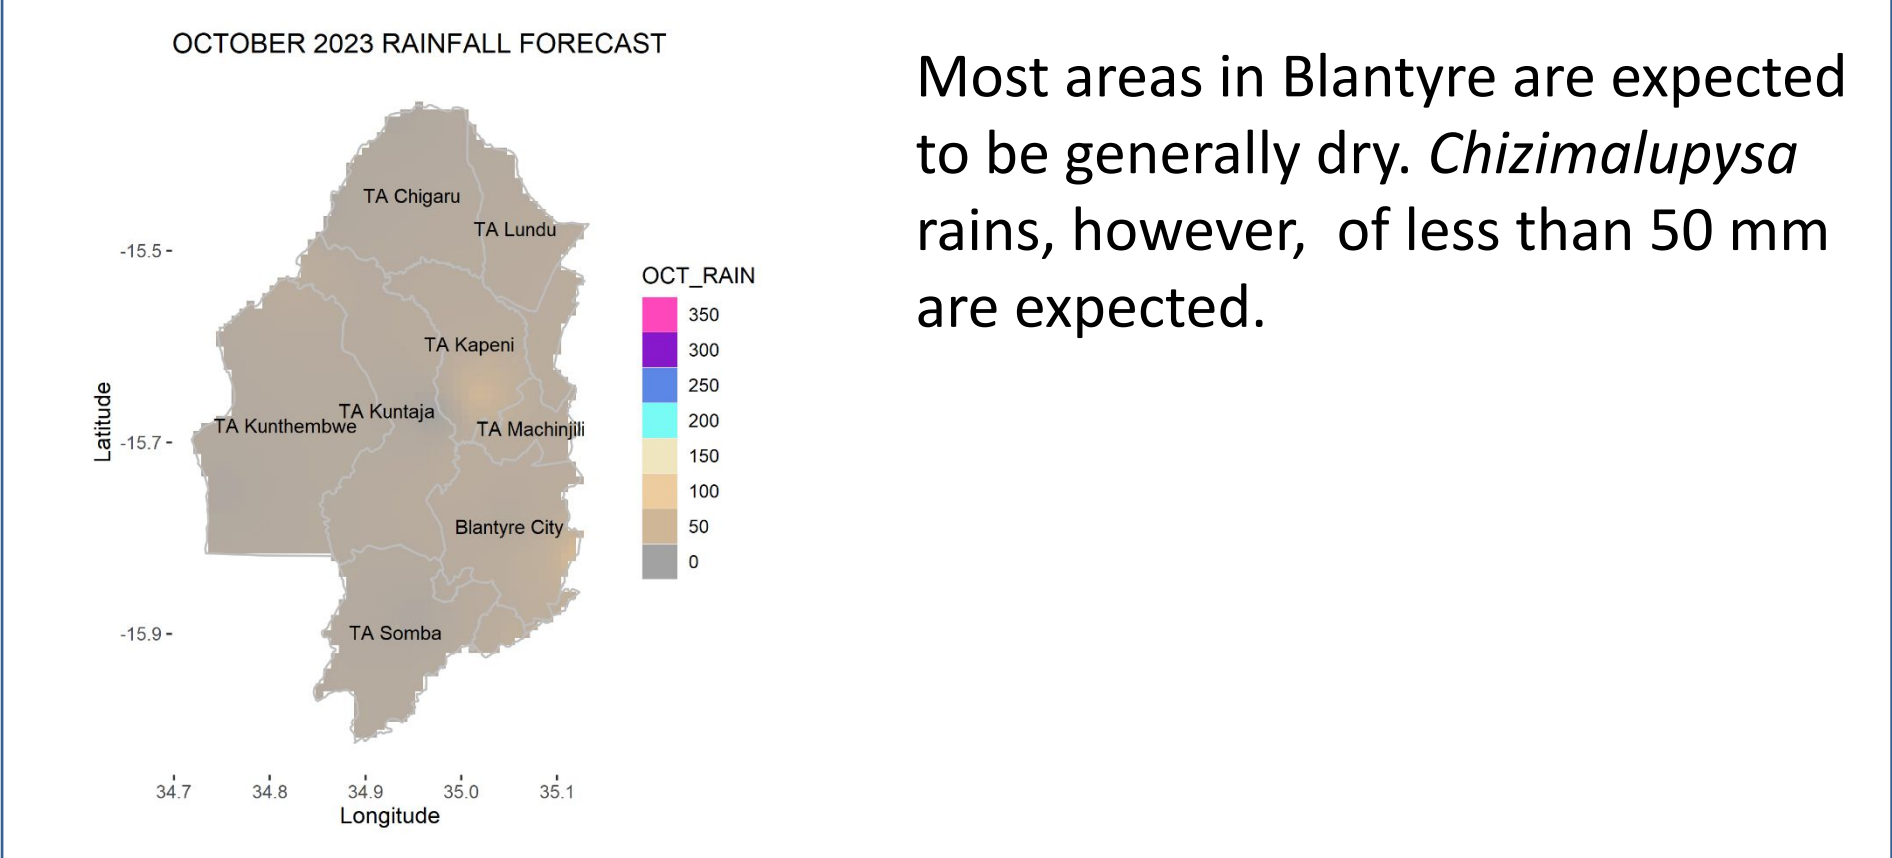 OCTOBER 2023 RAINFALL FORECAST
TA Chigaru
TA Lundu
-15.5
TA Kapeni
TA Kuntaja
TA Kunthembwe
TA Machinjili
-15.7
Latitude
Blantyre City
TA Somba
-15.9
34.7 34.8 34.9 35.0 35.1
Longitude
OCT_RAIN
350
300
250
200
150
100
50
0
Most areas in Blantyre are expected
to be generally dry. Chizimalupysa
rains, however, of less than 50 mm
are expected.